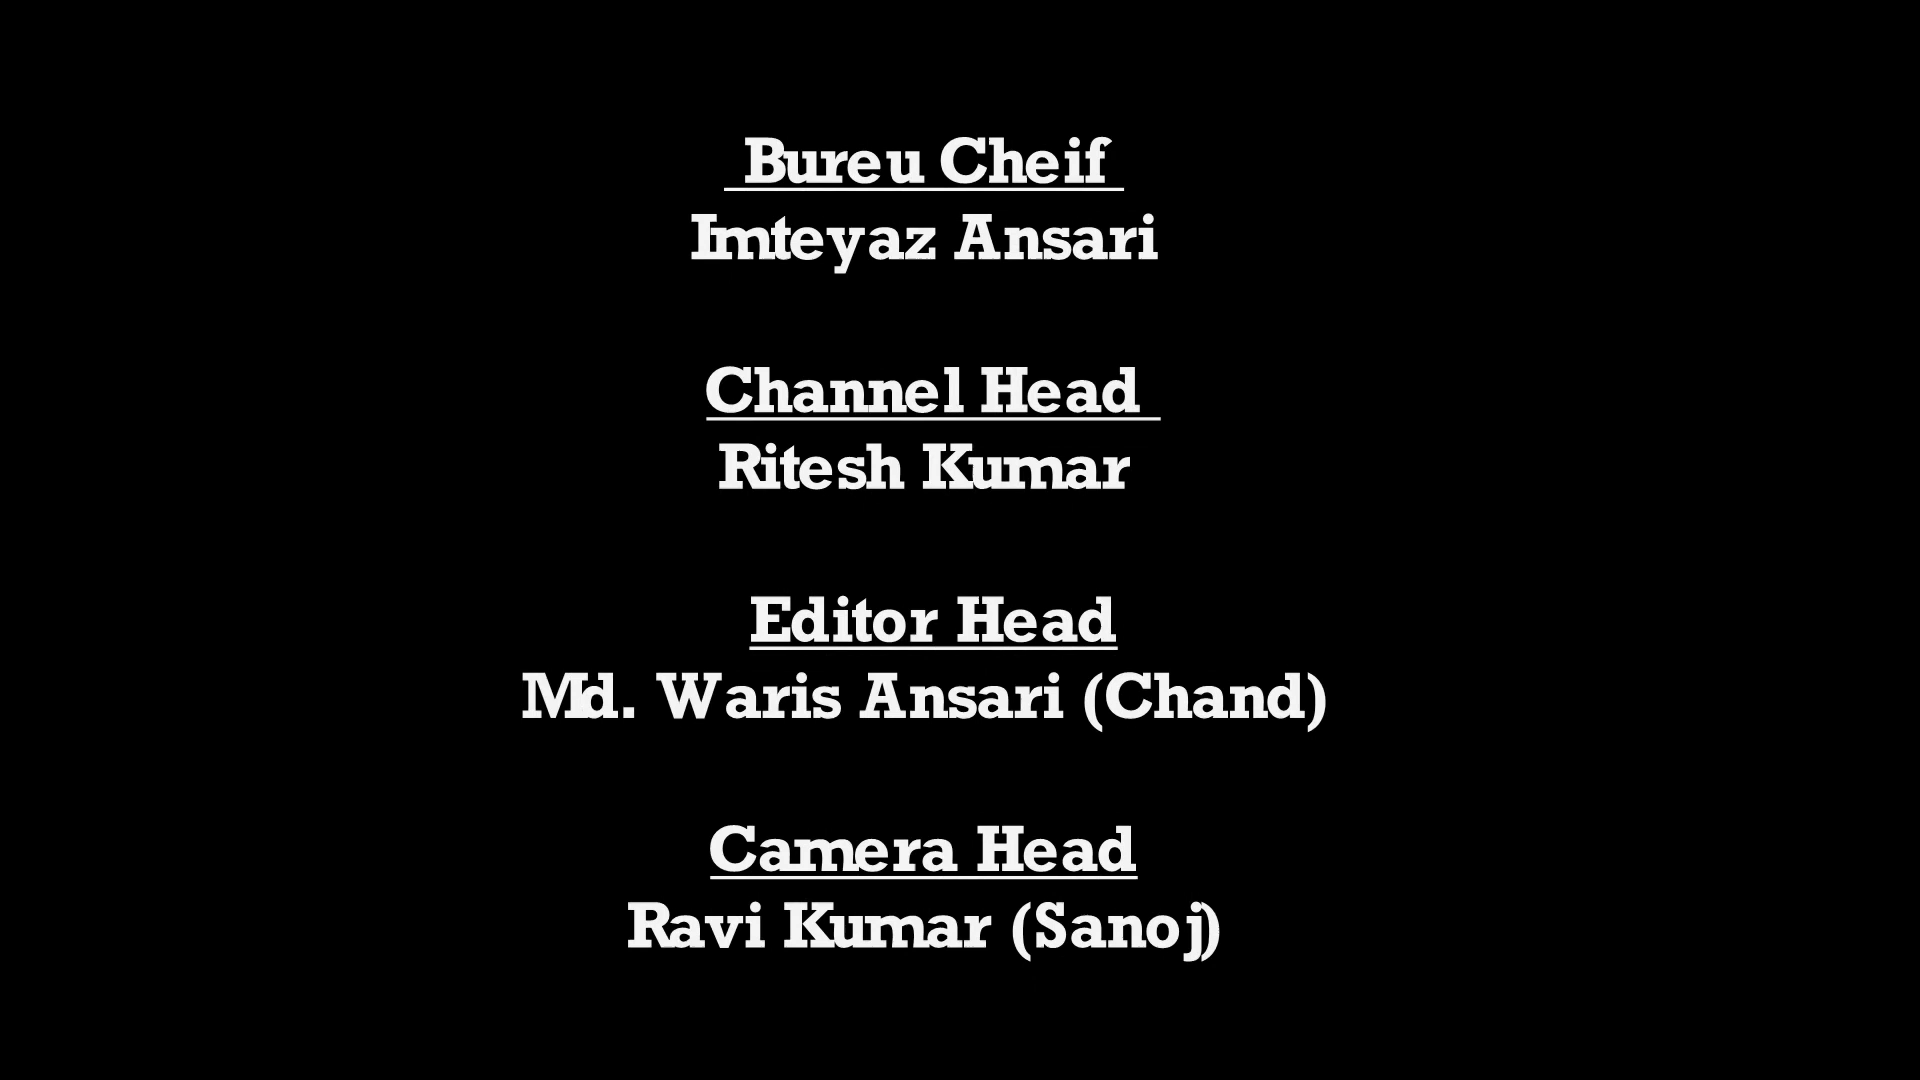 Bureu Cheif
Imteyaz Ansari
Channel Head
Ritesh Kumar
Editor Head
Md. Waris Ansari (Chand)
Camera Head
Ravi Kumar (Sanoj)